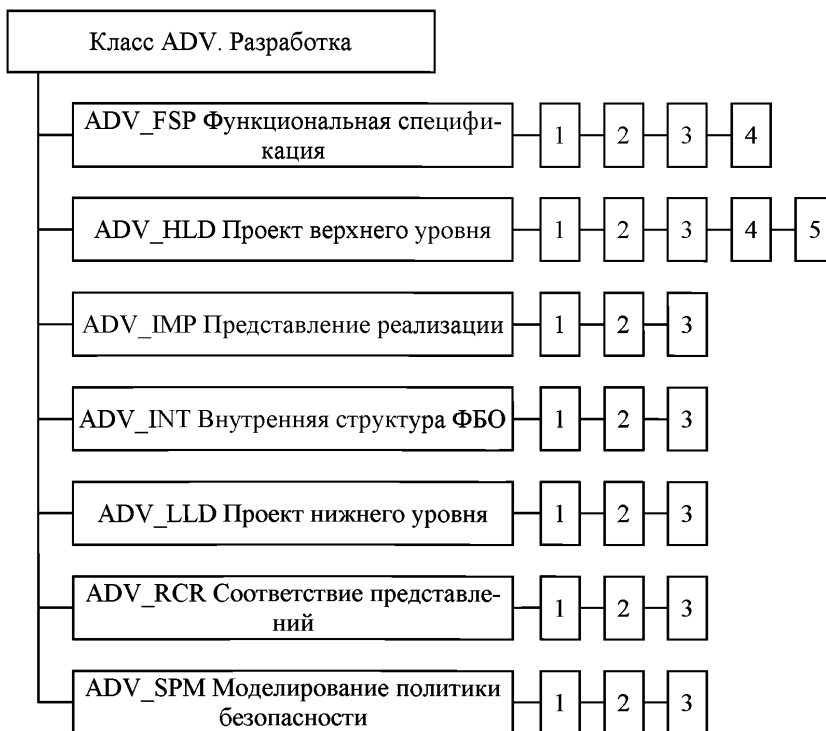 Класс ADV. Разработка
ADV_FSP Функциональная специфи-
кация
1 2 3 4
ADV_HLD Проект верхнего уровня 1 2 3 4 5
ADV_IMP Представление реализации 1 2 3
ADV_INT Внутренняя структура ФБО 1 2 3
ADV_LLD Проект нижнего уровня 1 2 3
ADV_RCR Соответствие представле-
ний
1 2 3
ADV_SPM Моделирование политики
безопасности
1 2 3